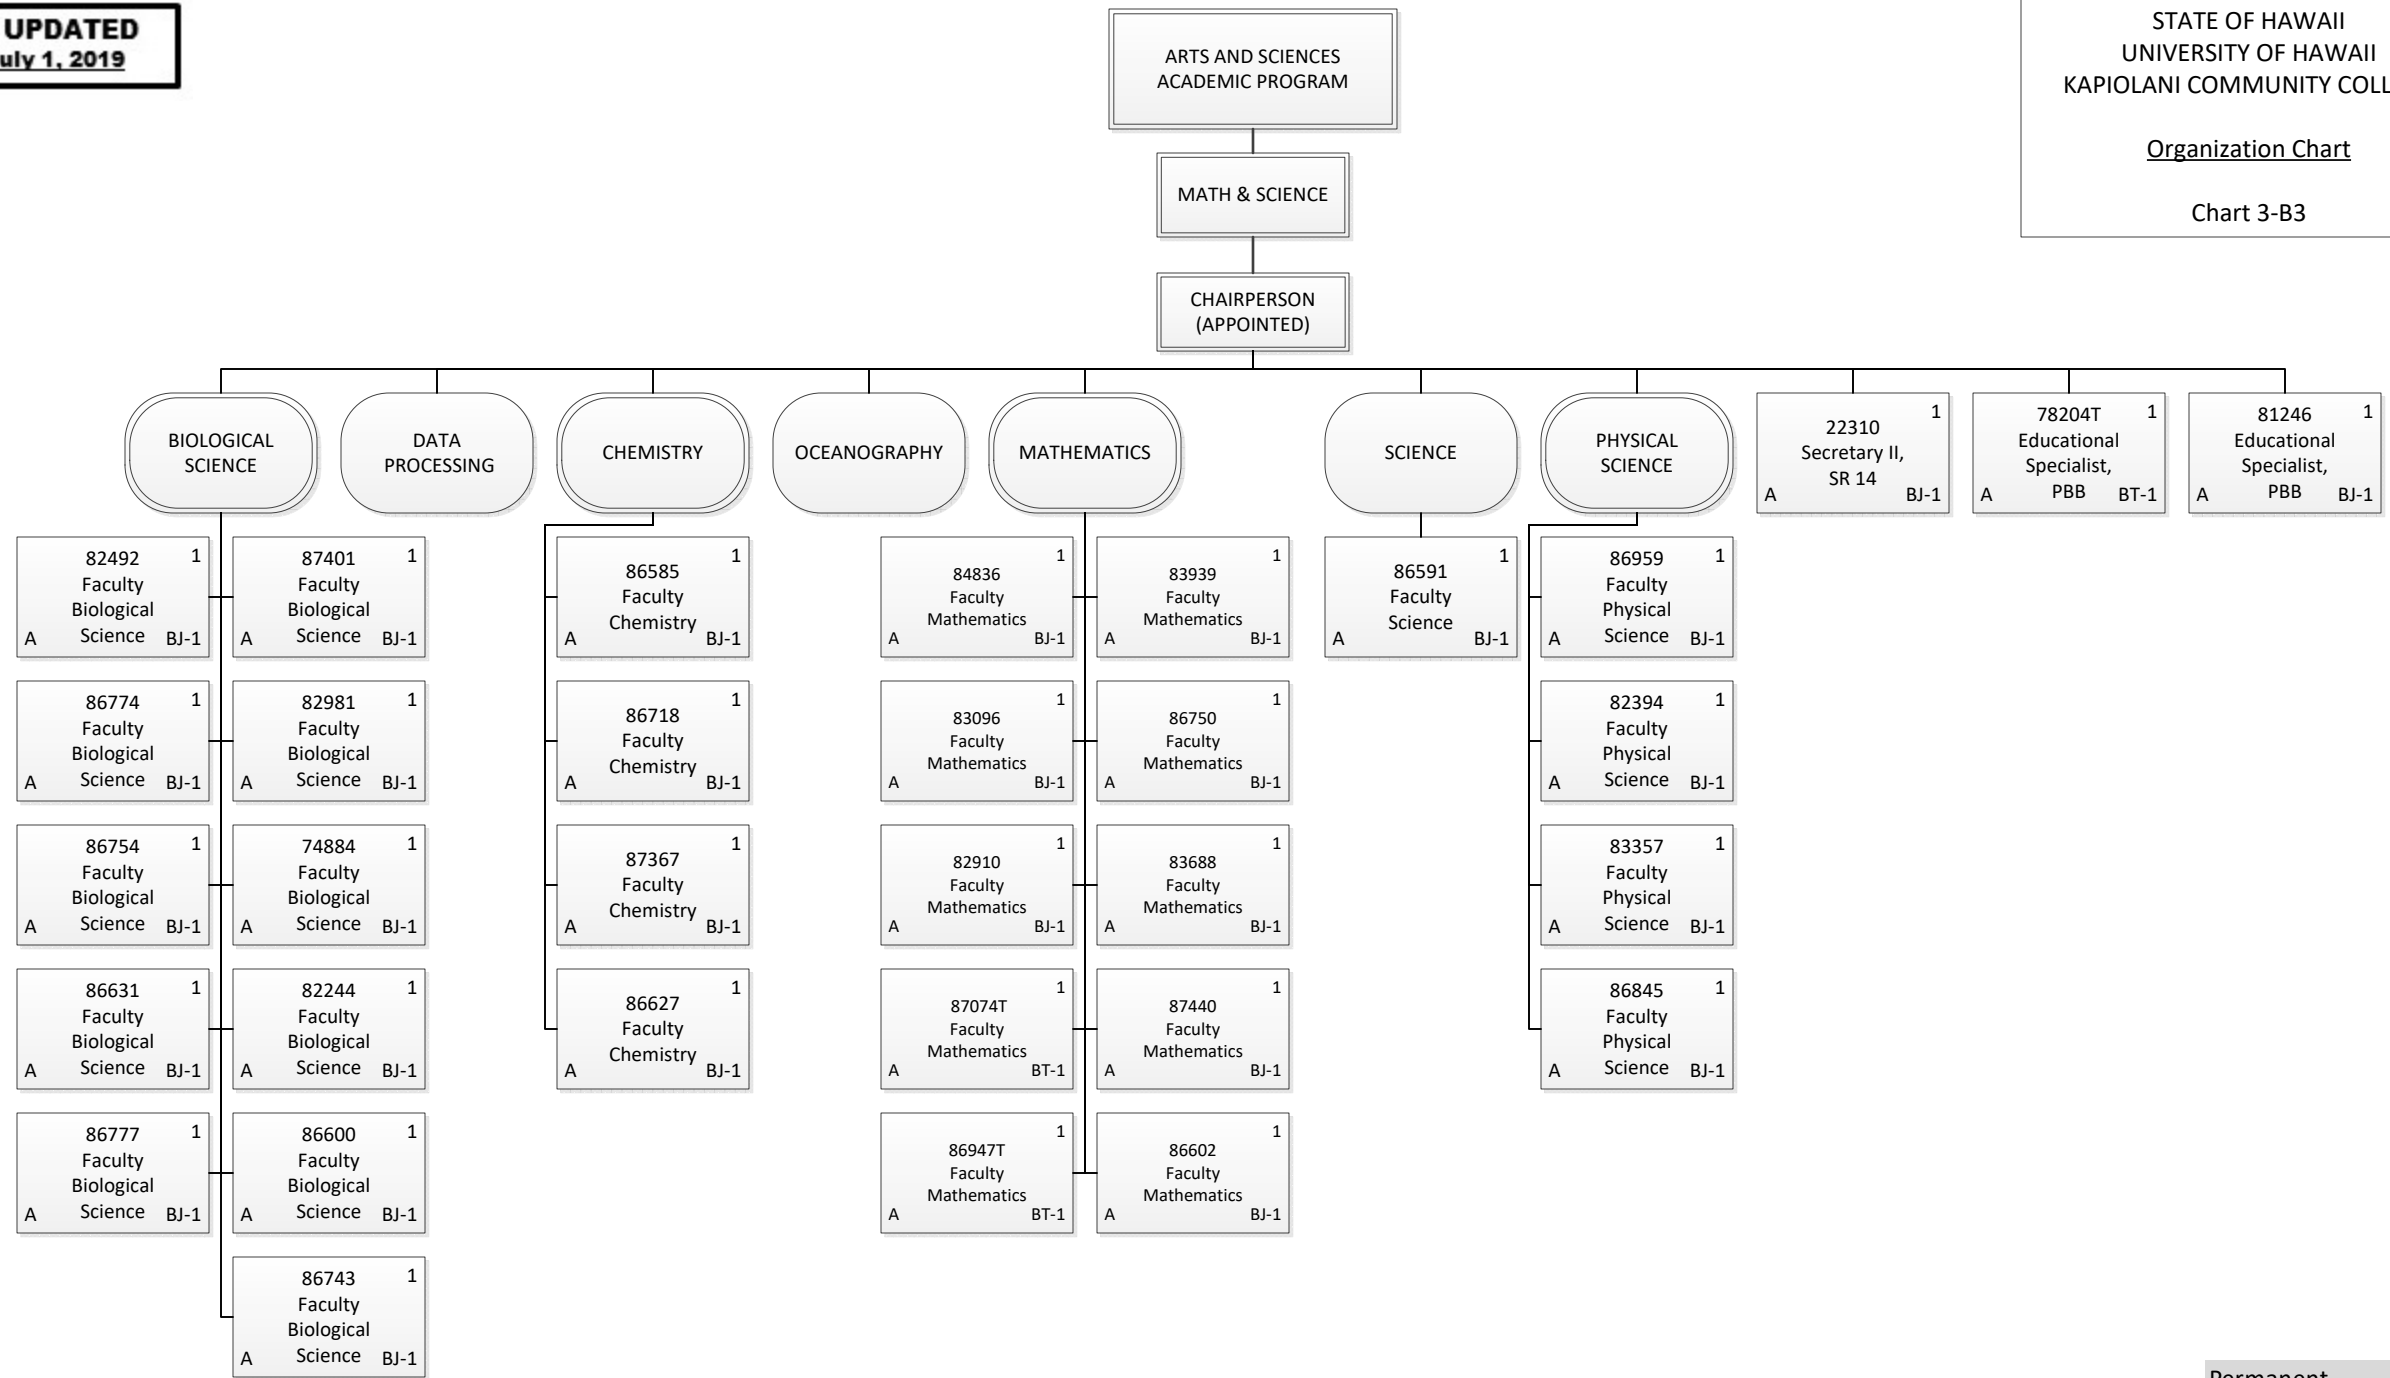 UPDATED
uly 1, 2019
STATE OF HAWAII
UNIVERSITY OF HAWAII
KAPIOLANI COMMUNITY COLL
Organization Chart
Chart 3-B3
ARTS AND SCIENCES
ACADEMIC PROGRAM
MATH & SCIENCE
CHAIRPERSON
(APPOINTED)
BIOLOGICAL
SCIENCE
DATA
PROCESSING
CHEMISTRY
OCEANOGRAPHY
MATHEMATICS
SCIENCE
PHYSICAL
SCIENCE
1
22310
Secretary II,
SR 14
A BJ-1
78204T 1
Educational
Specialist,
PBB
A BT-1
81246 1
Educational
Specialist,
PBB
A BJ-1
82492 1
Faculty
Biological
Science
A BJ-1
87401 1
Faculty
Biological
Science
A BJ-1
1
86585
Faculty
Chemistry
A BJ-1
1
84836
Faculty
Mathematics
A BJ-1
1
83939
Faculty
Mathematics
A BJ-1
1
86591
Faculty
Science
A BJ-1
86959 1
Faculty
Physical
Science
A BJ-1
86774 1
Faculty
Biological
Science
A BJ-1
82981 1
Faculty
Biological
Science
A BJ-1
1
86718
Faculty
Chemistry
A BJ-1
1
83096
Faculty
Mathematics
A BJ-1
1
86750
Faculty
Mathematics
A BJ-1
82394 1
Faculty
Physical
Science
A BJ-1
86754 1
Faculty
Biological
Science
A BJ-1
74884 1
Faculty
Biological
Science
A BJ-1
1
87367
Faculty
Chemistry
A BJ-1
1
82910
Faculty
Mathematics
A BJ-1
1
83688
Faculty
Mathematics
A BJ-1
83357 1
Faculty
Physical
Science
A BJ-1
86631 1
Faculty
Biological
Science
A BJ-1
82244 1
Faculty
Biological
Science
A BJ-1
1
86627
Faculty
Chemistry
A BJ-1
1
87074T
Faculty
Mathematics
A BT-1
1
87440
Faculty
Mathematics
A BJ-1
86845 1
Faculty
Physical
Science
A BJ-1
86777 1
Faculty
Biological
Science
A BJ-1
86600 1
Faculty
Biological
Science
A BJ-1
1
86947T
Faculty
Mathematics
A BT-1
1
86602
Faculty
Mathematics
A BJ-1
86743 1
Faculty
Biological
Science
A BJ-1
Permanent